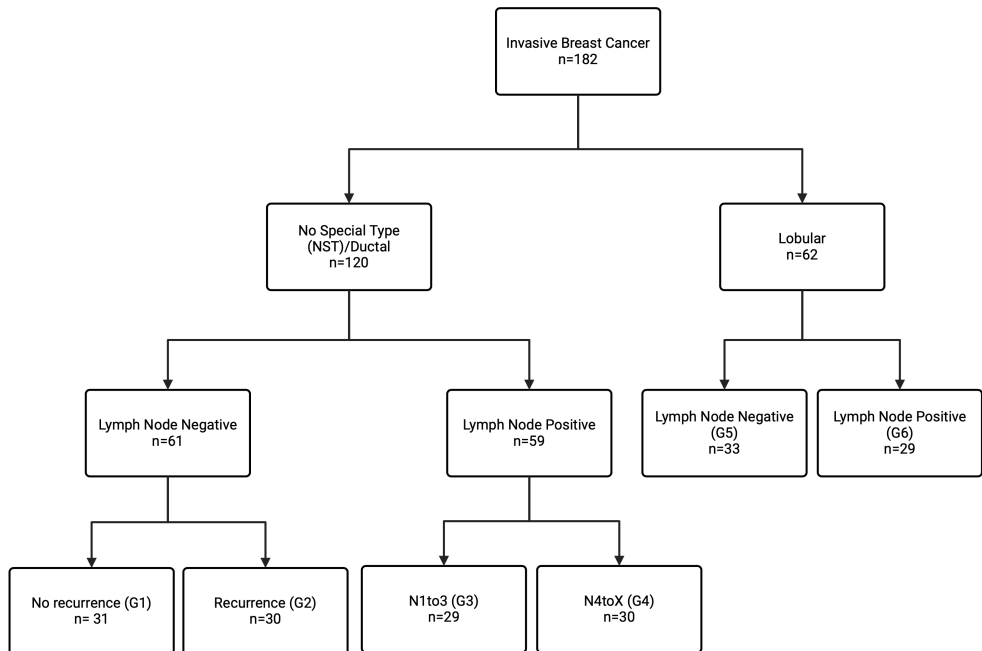 Invasive Breast Cancer
n=182
No Special Type
(NST)/Ductal
n=120
Lobular
n=62
Lymph Node Negative
n=61
Lymph Node Positive
n=59
Lymph Node Negative
(G5)
n=33
Lymph Node Positive
(G6)
n=29
No recurrence (G1)
n= 31
Recurrence (G2)
n=30
N1to3 (G3)
n=29
N4toX (G4)
n=30